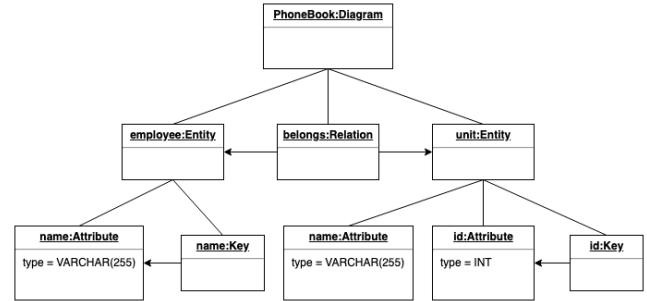 PhoneBook:Diagram
employee:Entity
belongs:Relation
unit:Entity
name:Attribute
type = VARCHAR(255)
name:Key
name:Attribute
type = VARCHAR(255)
id:Attribute
type = INT
id:Key